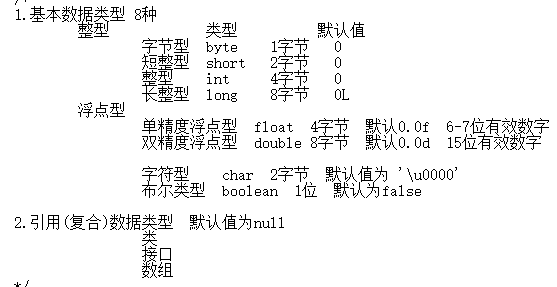 1.基本数据类型 8种
整型 类型 默认值
字节型 byte 1字节 0
短整型 short 2字节 0
整型 int 4字节 0
长整型 long 8字节 0L
浮点型
单精度浮点型 float 4字节 默认0.0f 6-7位有效数字
双精度浮点型 double 8字节 默认0.0d 15位有效数字
字符型 char 2字节 默认值为 '\u0000'
布尔类型 boolean 1位 默认为false
2.引用(复合)数据类型 默认值为null
类
接口
数组
*/